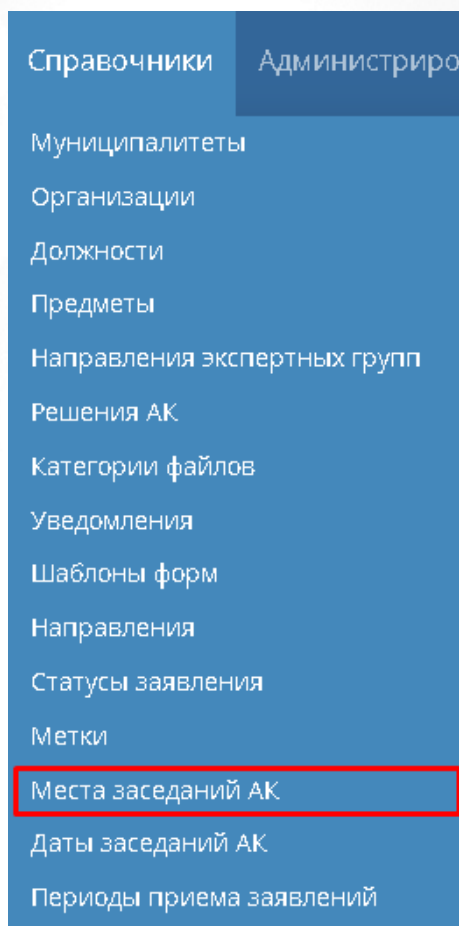 Справочники Администриро
Муниципалитеты
Организации
Должности
Предметы
Направления экспертных групп
Решения АК
Категории файлов
Уведомления
Шаблоны форм
Направления
Статусы заявления
Метки
Места заседаний АК
Даты заседаний АК
Периоды приема заявлений